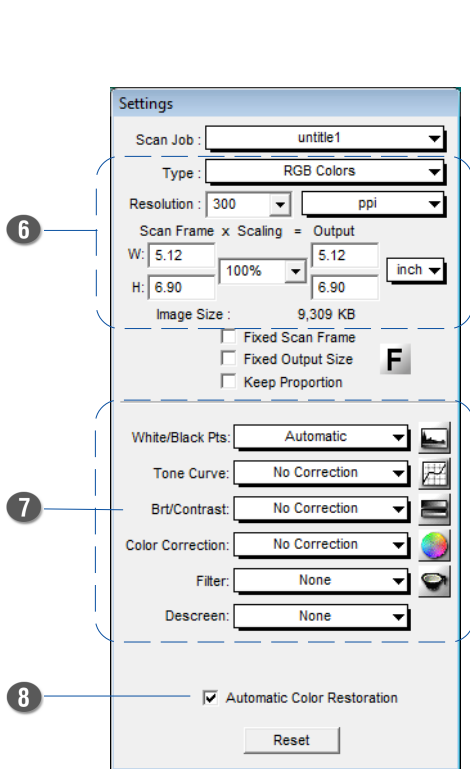 Settings
Scan Job : untitle1
Type : RGB Colors
Resolution : 300 ppi
6
Scan Frame x Scaling = Output
W: 5.12 5.12
100% inch
H: 6.90 6.90
Image Size : 9,309 KB
Fixed Scan Frame
Fixed Output Size F
Keep Proportion
White/Black Pts: Automatic
Tone Curve: No Correction
7 Brt/Contrast: No Correction
Color Correction: No Correction
Filter: None
Descreen: None
8 Automatic Color Restoration
Reset